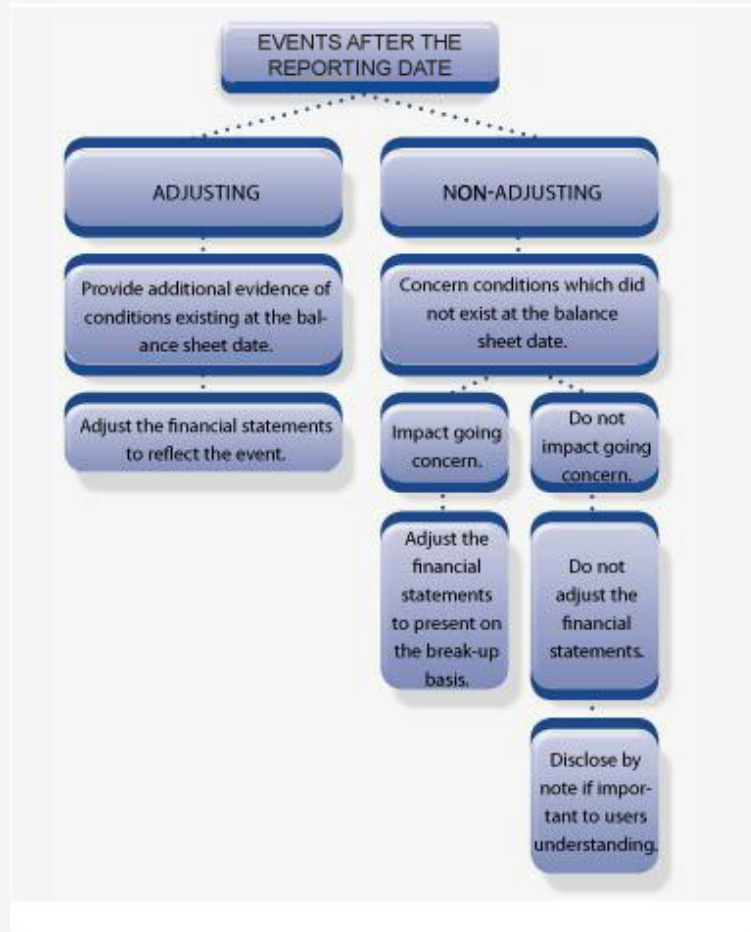 EVENTS AFTER THE
REPORTING DATE
ADJUSTING
NON-ADJUSTING
Provide additional evidence of
conditions existing at the bal-
ance sheet date.
Concern conditions which did
not exist at the balance
sheet date.
Adjust the financial statements
to reflect the event.
Impact going
concern.
Do not
impact going
concern.
Adjust the
financial
statements
to present on
the break-up
basis.
Do not
adjust the
financial
statements.
Disclose by
note if impor-
tant to users
understanding.